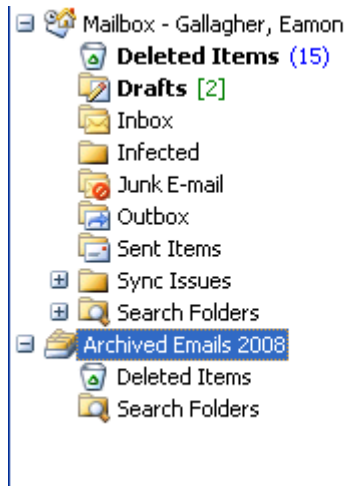 Mailbox - Gallagher, Eamon
Deleted Items (15)
Drafts [2]
Inbox
Infected
Junk E-mail
Outbox
Sent Items
Sync Issues
Search Folders
Archived Emails 2008
Deleted Items
Search Folders